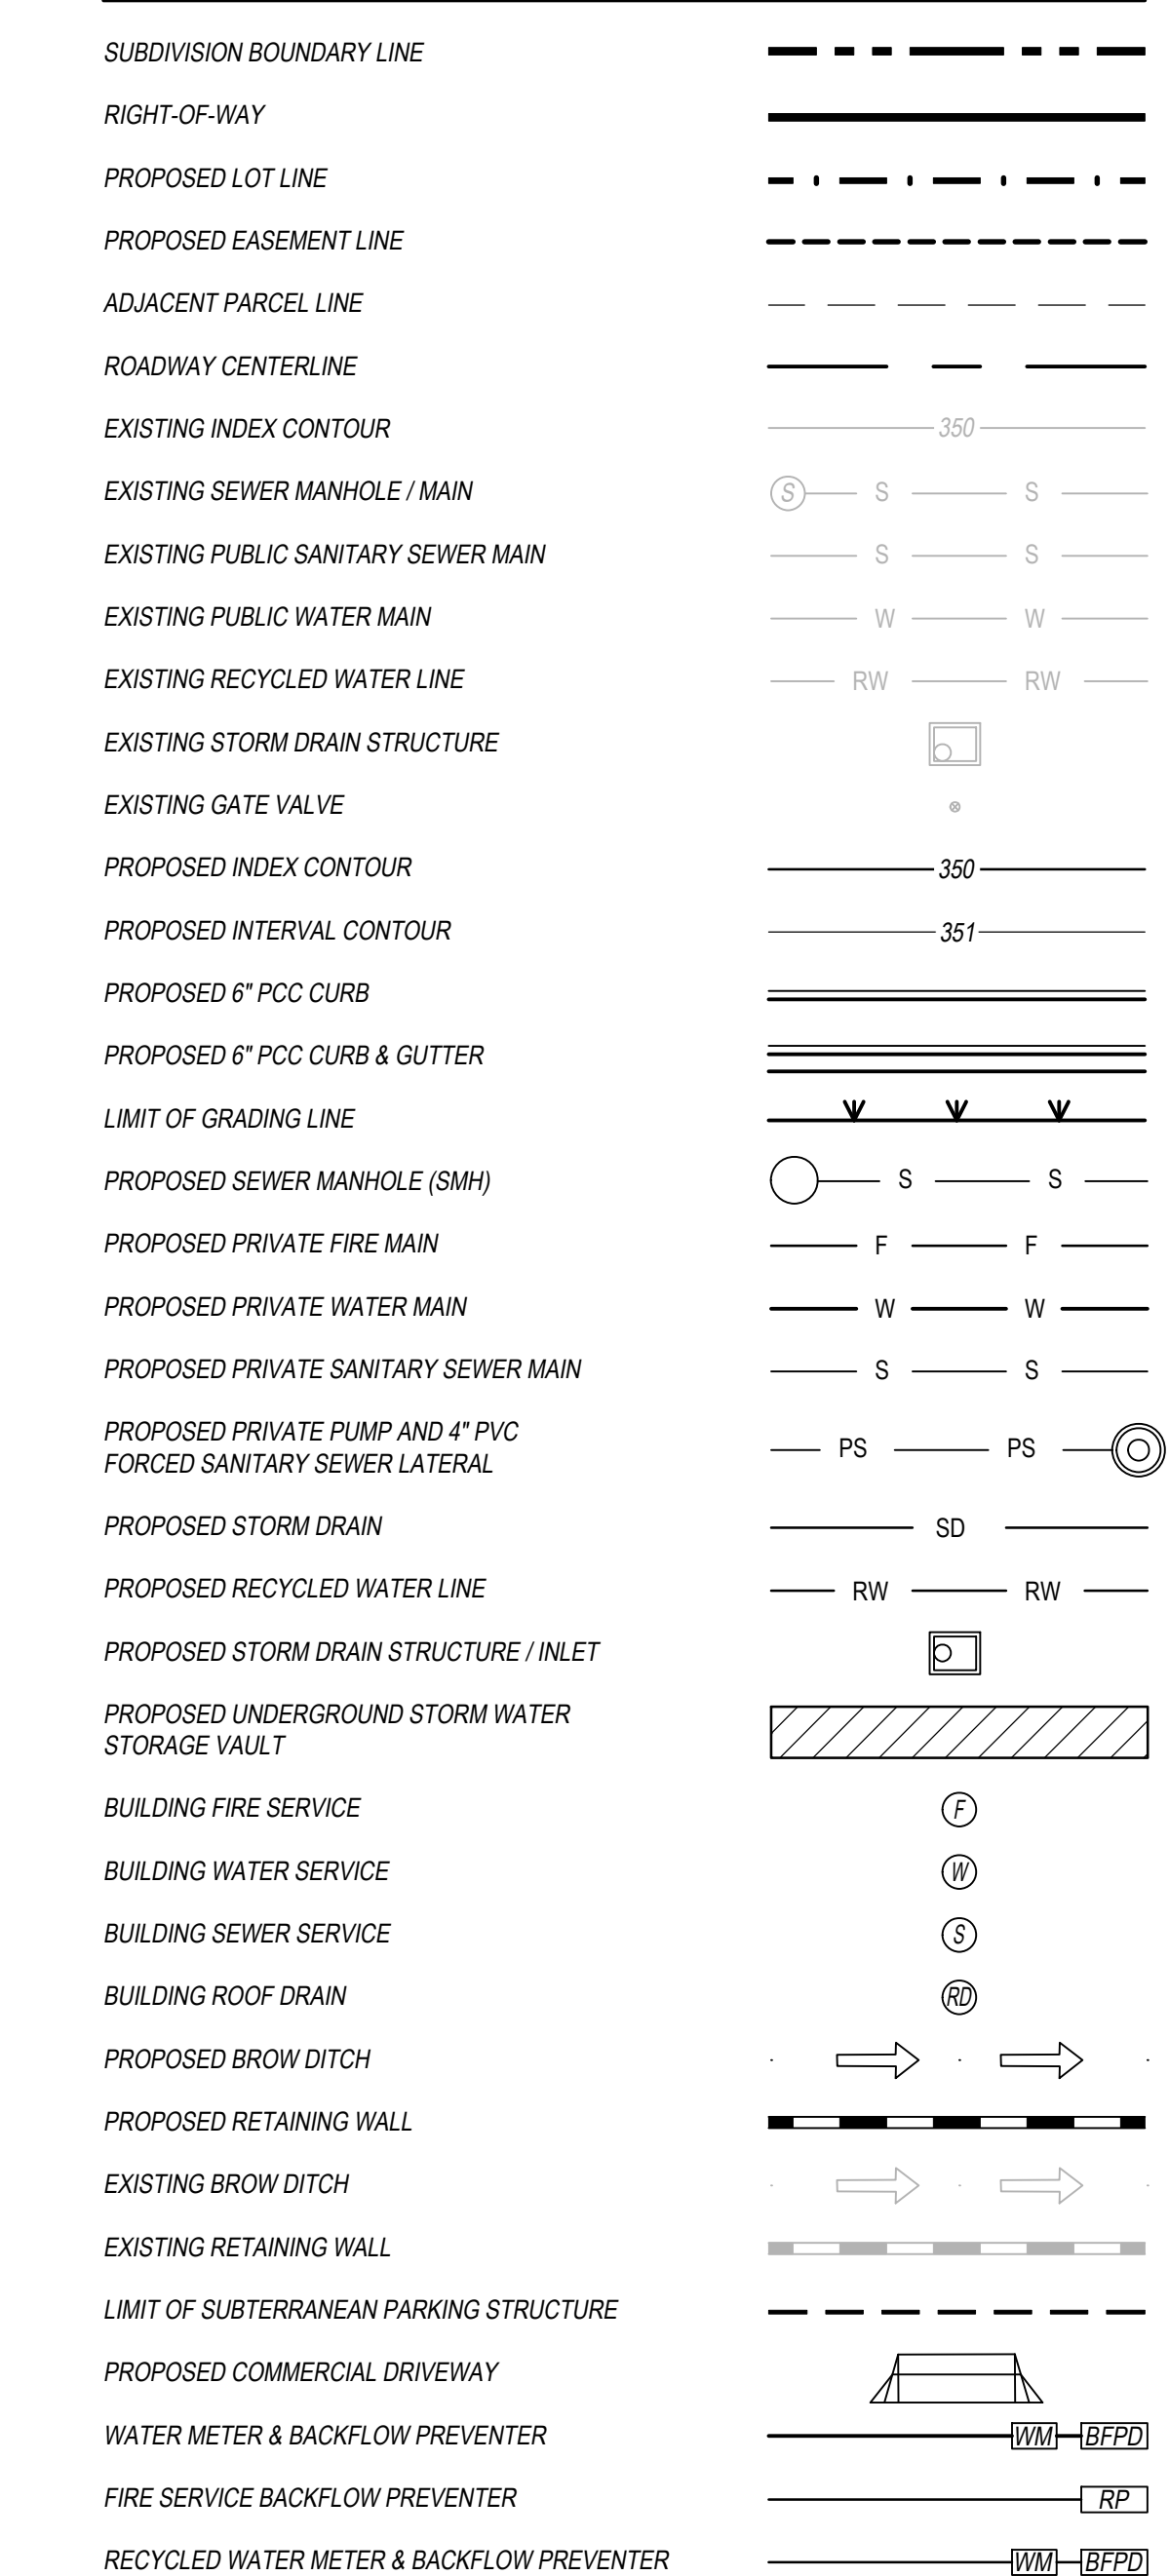 SUBDIVISION BOUNDARY LINE
RIGHT-OF-WAY
PROPOSED LOT LINE
PROPOSED EASEMENT LINE
ADJACENT PARCEL LINE
ROADWAY CENTERLINE
EXISTING INDEX CONTOUR 350
EXISTING SEWER MANHOLE / MAIN S S S
EXISTING PUBLIC SANITARY SEWER MAIN S S
EXISTING PUBLIC WATER MAIN W W
EXISTING RECYCLED WATER LINE RW RW
EXISTING STORM DRAIN STRUCTURE
EXISTING GATE VALVE
PROPOSED INDEX CONTOUR 350
PROPOSED INTERVAL CONTOUR 351
PROPOSED 6" PCC CURB
PROPOSED 6" PCC CURB & GUTTER
LIMIT OF GRADING LINE
PROPOSED SEWER MANHOLE (SMH) S S
PROPOSED PRIVATE FIRE MAIN F F
PROPOSED PRIVATE WATER MAIN W W
PROPOSED PRIVATE SANITARY SEWER MAIN S S
PROPOSED PRIVATE PUMP AND 4" PVC
FORCED SANITARY SEWER LATERAL PS PS
PROPOSED STORM DRAIN SD
PROPOSED RECYCLED WATER LINE RW RW
PROPOSED STORM DRAIN STRUCTURE / INLET
PROPOSED UNDERGROUND STORM WATER
STORAGE VAULT
BUILDING FIRE SERVICE F
BUILDING WATER SERVICE W
BUILDING SEWER SERVICE S
BUILDING ROOF DRAIN RD
PROPOSED BROW DITCH
PROPOSED RETAINING WALL
EXISTING BROW DITCH
EXISTING RETAINING WALL
LIMIT OF SUBTERRANEAN PARKING STRUCTURE
PROPOSED COMMERCIAL DRIVEWAY
WATER METER & BACKFLOW PREVENTER WM BFPD
FIRE SERVICE BACKFLOW PREVENTER RP
RECYCLED WATER METER & BACKFLOW PREVENTER WM BFPD